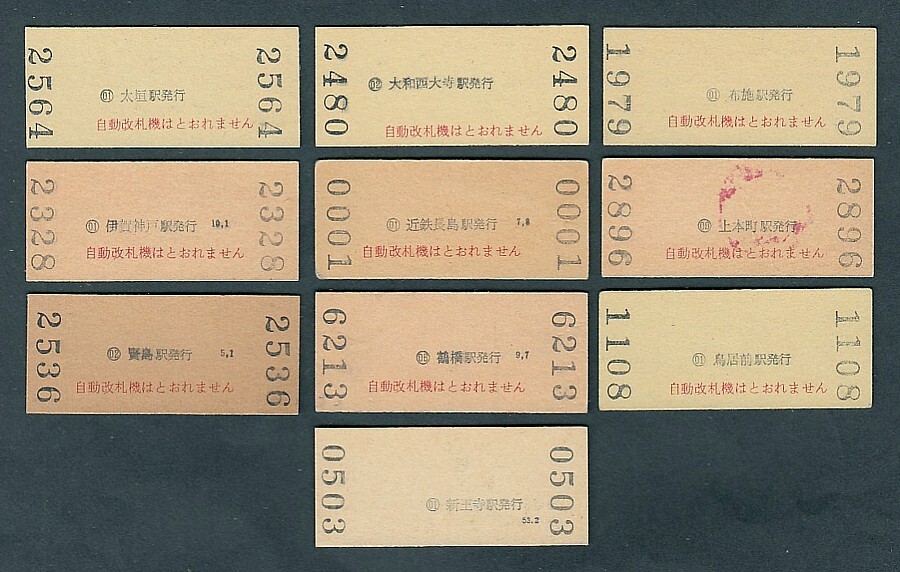 2564
㉑ 大垣駅発行
自動改札機はとおれません
2564
2480
㉒ 大和西大寺駅発行
自動改札機はとおれません
2480
1979
01 布施駅発行
自動改札機はとおれません
1979
2328
01 伊賀神戸駅発行 10.1
自動改札機はとおれません
2328
0001
01 近鉄長島駅発行 7.8
自動改札機はとおれません
0001
2896
上本町駅発行
自動改札機はとおれません
2896
2536
02 賢島駅発行 5.1
自動改札機はとおれません
2536
6213
鶴橋駅発行 9.7
自動改札機はとおれません
6213
1108
01 鳥居前駅発行
自動改札機はとおれません
1108
0503
01 新王寺駅発行
53.2
0503